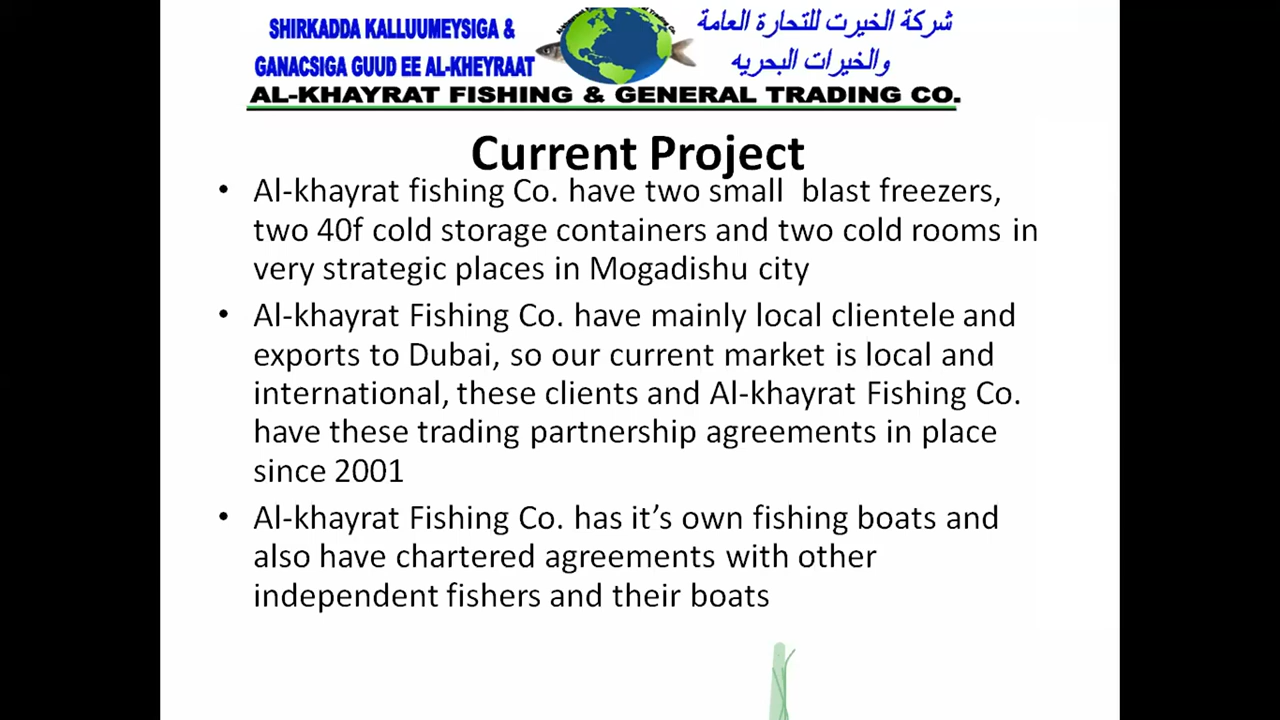 SHIRKADDA KALLUUMEYSIGA &
GANACSIGA GUUD EE AL-KHEYRAAT
شركة الخيرت للتحارة العامة
والخيرات البحريه
AL-KHAYRAT FISHING & GENERAL TRADING CO.
Current Project
• Al-khayrat fishing Co. have two small blast freezers,
two 40f cold storage containers and two cold rooms in
very strategic places in Mogadishu city
• Al-khayrat Fishing Co. have mainly local clientele and
exports to Dubai, so our current market is local and
international, these clients and Al-khayrat Fishing Co.
have these trading partnership agreements in place
since 2001
• Al-khayrat Fishing Co. has it’s own fishing boats and
also have chartered agreements with other
independent fishers and their boats